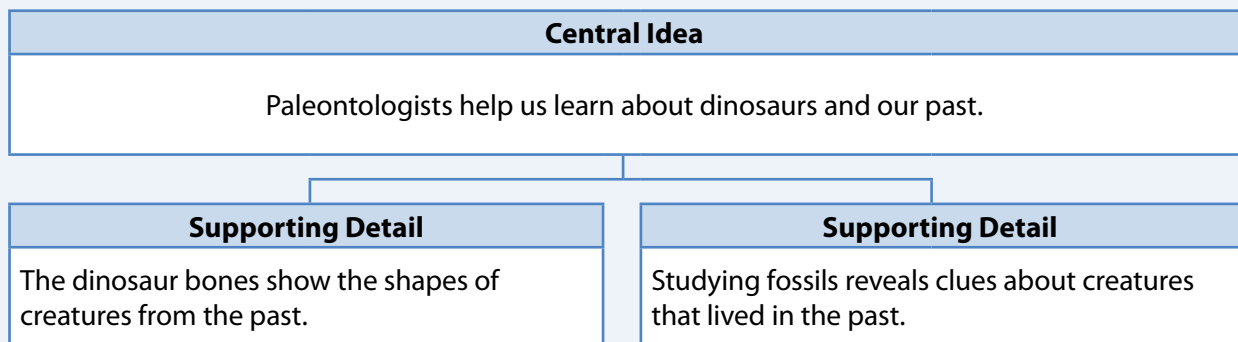 Central Idea
Paleontologists help us learn about dinosaurs and our past.
Supporting Detail
The dinosaur bones show the shapes of
creatures from the past.
Supporting Detail
Studying fossils reveals clues about creatures
that lived in the past.